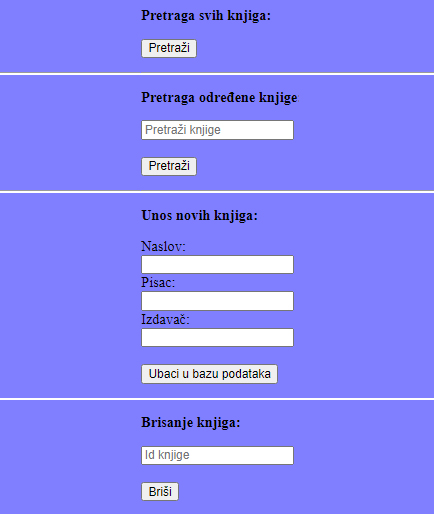 Pretraga svih knjiga:
Pretraži
Pretraga određene knjige
Pretraži knjige
Pretraži
Unos novih knjiga:
Naslov:
Pisac:
Izdavač:
Ubaci u bazu podataka
Brisanje knjiga:
Id knjige
Briši